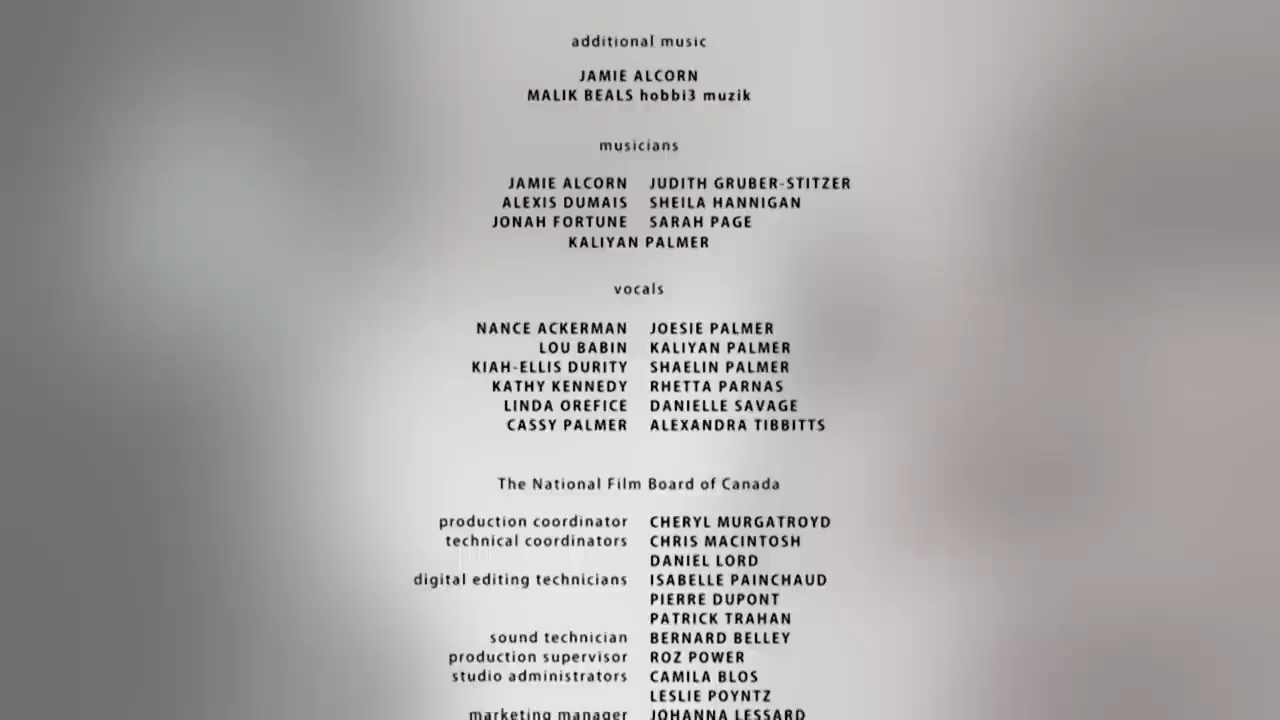 additional music
JAMIE ALCORN
MALIK BEALS hobbi3 muzik
musicians
JAMIE ALCORN JUDITH GRUBER-STITZER
ALEXIS DUMAIS SHEILA HANNIGAN
JONAH FORTUNE SARAH PAGE
KALIYAN PALMER
vocals
NANCE ACKERMAN JOESIE PALMER
LOU BABIN KALIYAN PALMER
KIAH-ELLIS DURITY SHAELIN PALMER
KATHY KENNEDY RHETTA PARNAS
LINDA OREFICE DANIELLE SAVAGE
CASSY PALMER ALEXANDRA TIBBITTS
The National Film Board of Canada
production coordinator CHERYL MURGATROYD
technical coordinators CHRIS MACINTOSH
DANIEL LORD
digital editing technicians ISABELLE PAINCHAUD
PIERRE DUPONT
PATRICK TRAHAN
sound technician BERNARD BELLEY
production supervisor ROZ POWER
studio administrators CAMILA BLOS
LESLIE POYNTZ
marketing manager JOHANNA LESSARD